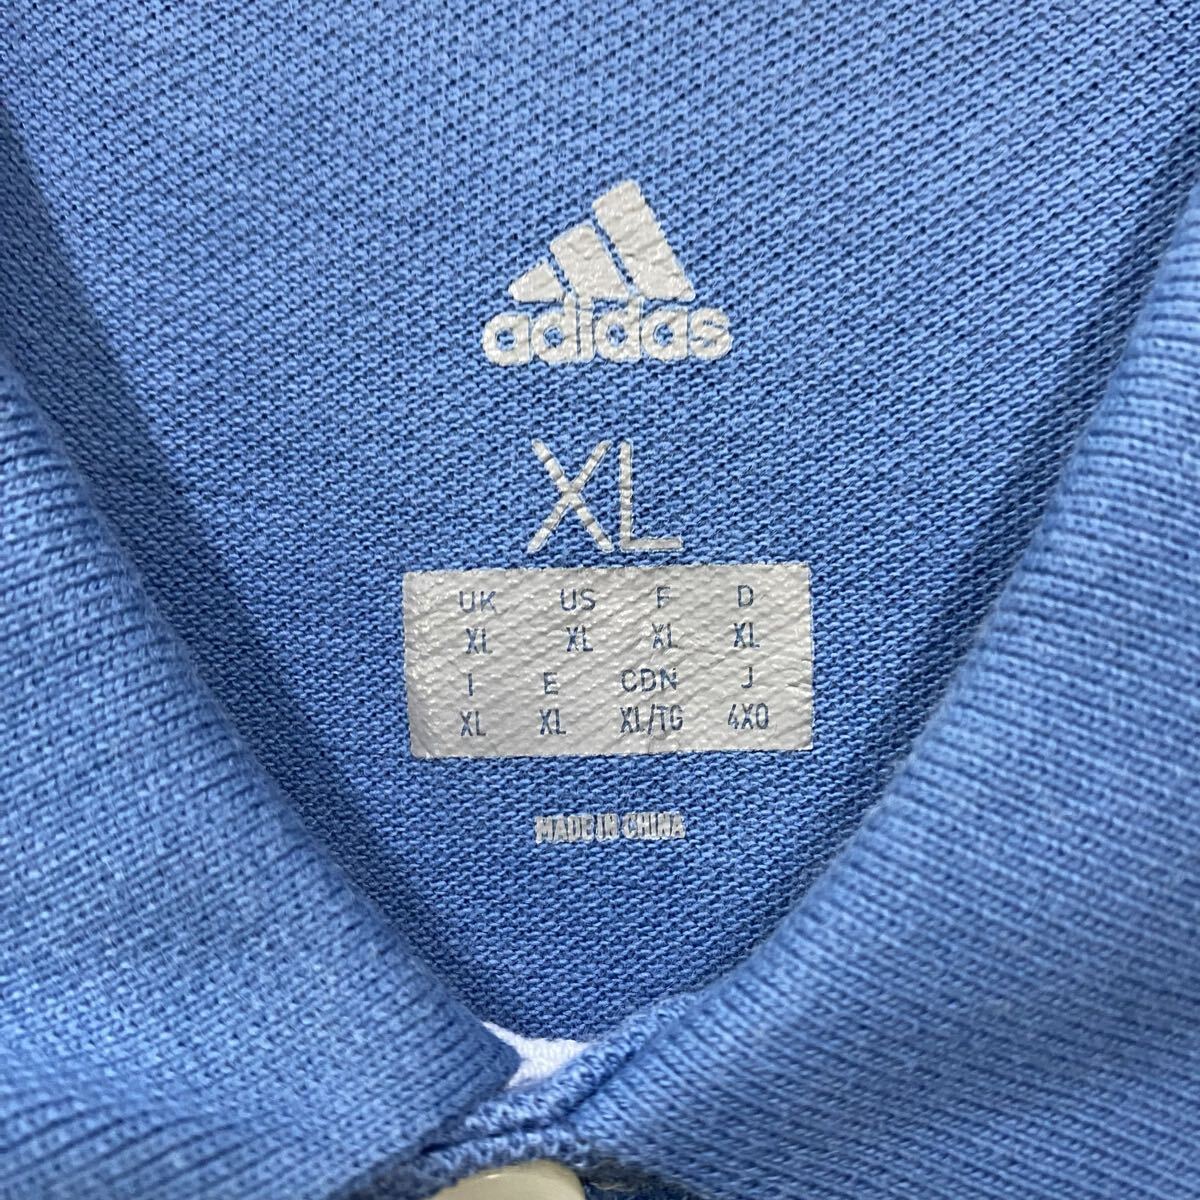 adidas
XL
UK US F D
XL XL XL XL
I E CDN J
XL XL XL/TG 4XO
MADE IN CHINA